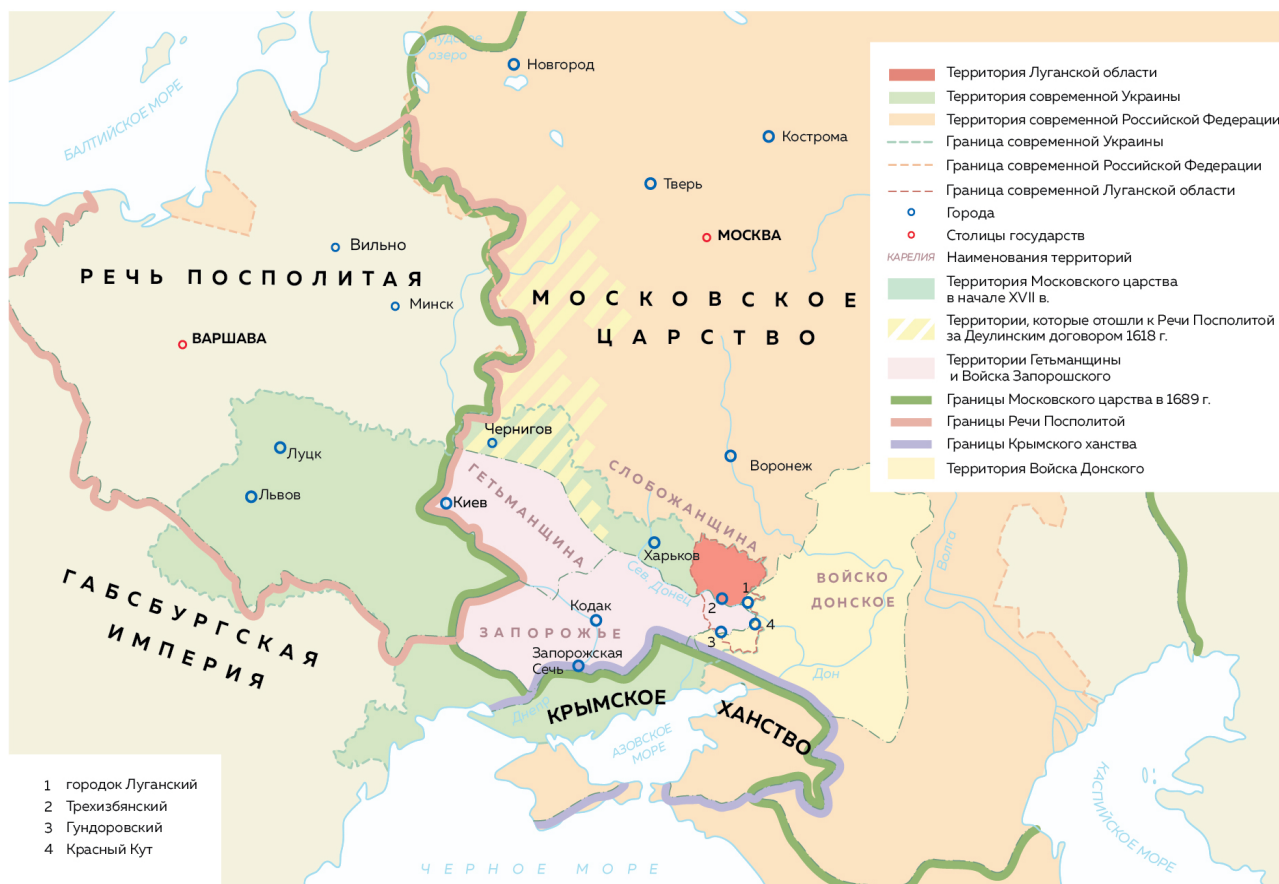 Чудское
озеро
Новгород
БАЛТИЙСКОЕ МОРЕ
Кострома
Тверь
МОСКВА
Вильно
РЕЧЬ ПОСПОЛИТАЯ
Минск
МОСКОВСКОЕ
ЦАРСТВО
ВАРШАВА
Чернигов
Луцк
Львов
Киев
ГЕТЬМАНЩИНА
СЛОБОЖАНЩИНА
Воронеж
Харьков
Сев. Донец
ВОЙСКО
ДОНСКОЕ
Волга
1
2
3
4
ГАБСБУРГСКАЯ
ИМПЕРИЯ
Кодак
ЗАПОРОЖЬЕ
Запорожская
Сечь
Дон
Днепр
КРЫМСКОЕ
ХАНСТВО
АЗОВСКОЕ
МОРЕ
КАСПИЙСКОЕ МОРЕ
ЧЕРНОЕ МОРЕ
Территория Луганской области
Территория современной Украины
Территория современной Российской Федерации
Граница современной Украины
Граница современной Российской Федерации
Граница современной Луганской области
Города
Столицы государств
КАРЕЛИЯ Наименования территорий
Территория Московского царства
в начале XVII в.
Территории, которые отошли к Речи Посполитой
за Деулинским договором 1618 г.
Территории Гетьманщины
и Войска Запорошского
Границы Московского царства в 1689 г.
Границы Речи Посполитой
Границы Крымского ханства
Территория Войска Донского
1 городок Луганский
2 Трехизбянский
3 Гундоровский
4 Красный Кут